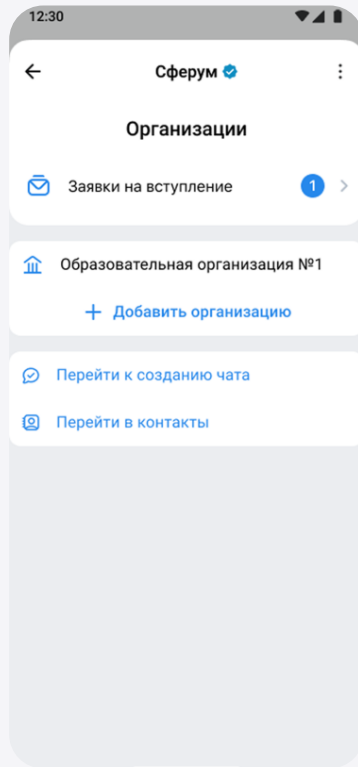 12:30
Сферум
Организации
Заявки на вступление 1
Образовательная организация №1
+ Добавить организацию
Перейти к созданию чата
Перейти в контакты